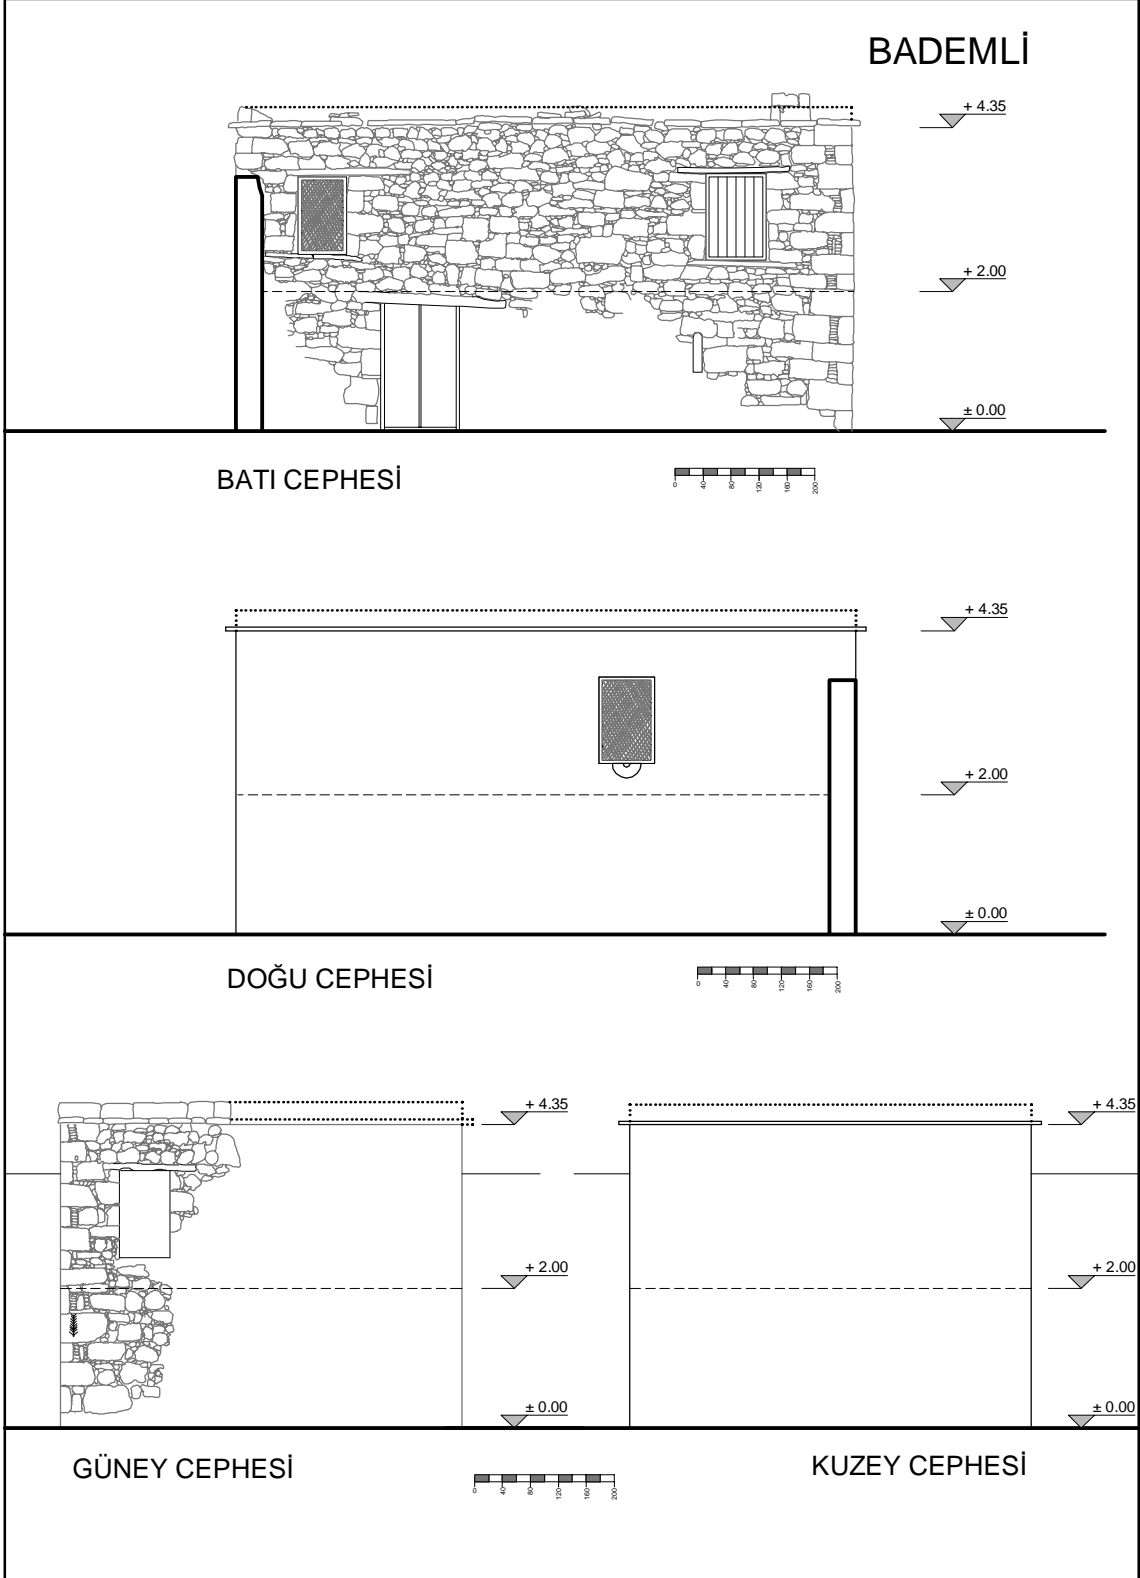 BADEMLİ
+ 4.35
+ 2.00
± 0.00
BATI CEPHESİ
0 40 80 120 160 200
+ 4.35
+ 2.00
± 0.00
DOĞU CEPHESİ
0 40 80 120 160 200
+ 4.35 + 4.35
+ 2.00 + 2.00
± 0.00 ± 0.00
GÜNEY CEPHESİ KUZEY CEPHESİ
0 40 80 120 160 200